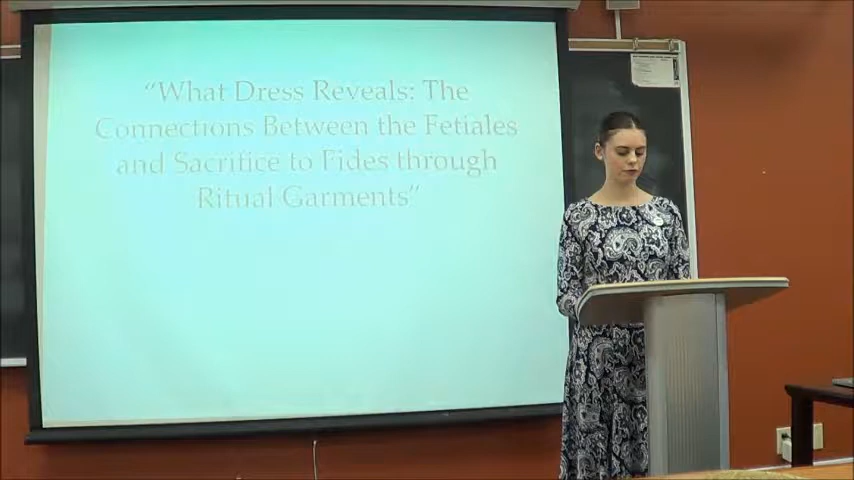 “What Dress Reveals: The
Connections Between the Fetiales
and Sacrifice to Fides through
Ritual Garments”